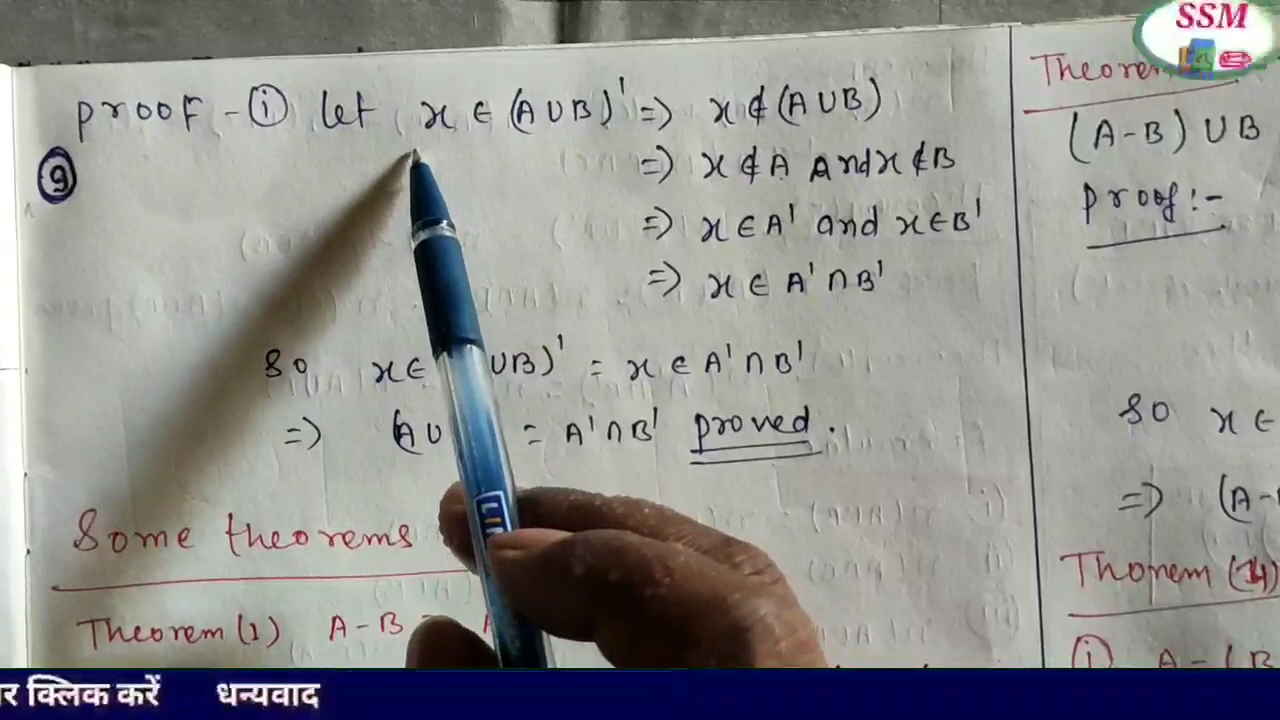 SSM
proof - (i) let x ∈ (A∪B)' => x ∉ (A∪B)
(9)
=> x ∉ A And x ∉ B
=> x ∈ A' and x ∈ B'
=> x ∈ A' ∩ B'
So x ∈ ∪B)' = x ∈ A' ∩ B'
=> (A∪ = A' ∩ B' proved.
Some theorems
Theorem (1) A - B =
(A-B) ∪ B
proof:-
So x ∈
=> (A-
Thorem (14)
(i) A - (B
क्लिक करें धन्यवाद